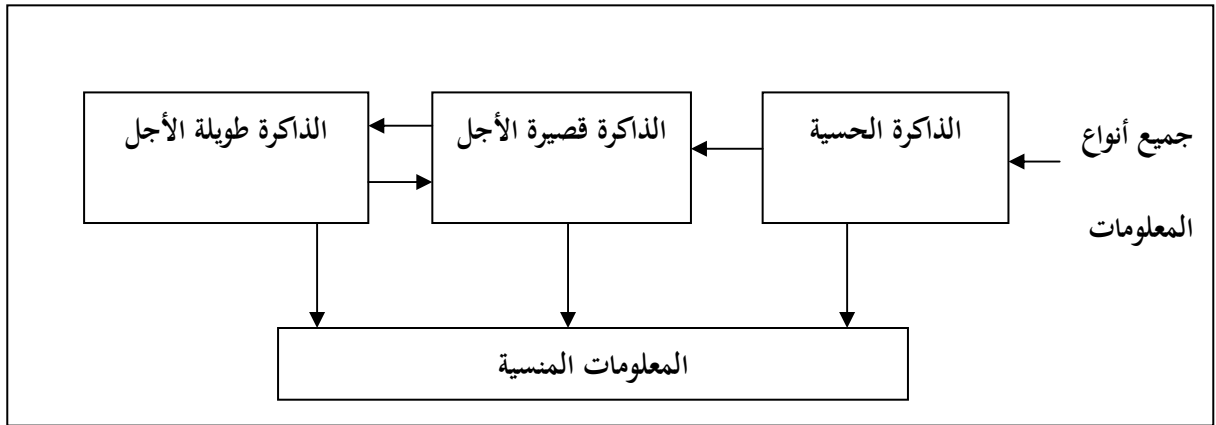 جميع أنواع
المعلومات
الذاكرة الحسية
الذاكرة قصيرة الأجل
الذاكرة طويلة الأجل
المعلومات المنسية